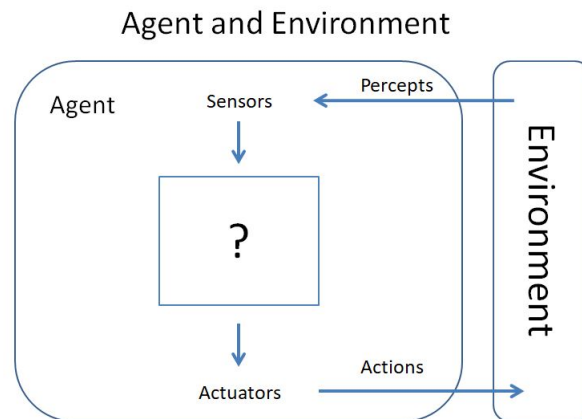 Agent and Environment
Agent
Sensors
Percepts
?
Actuators
Actions
Environment